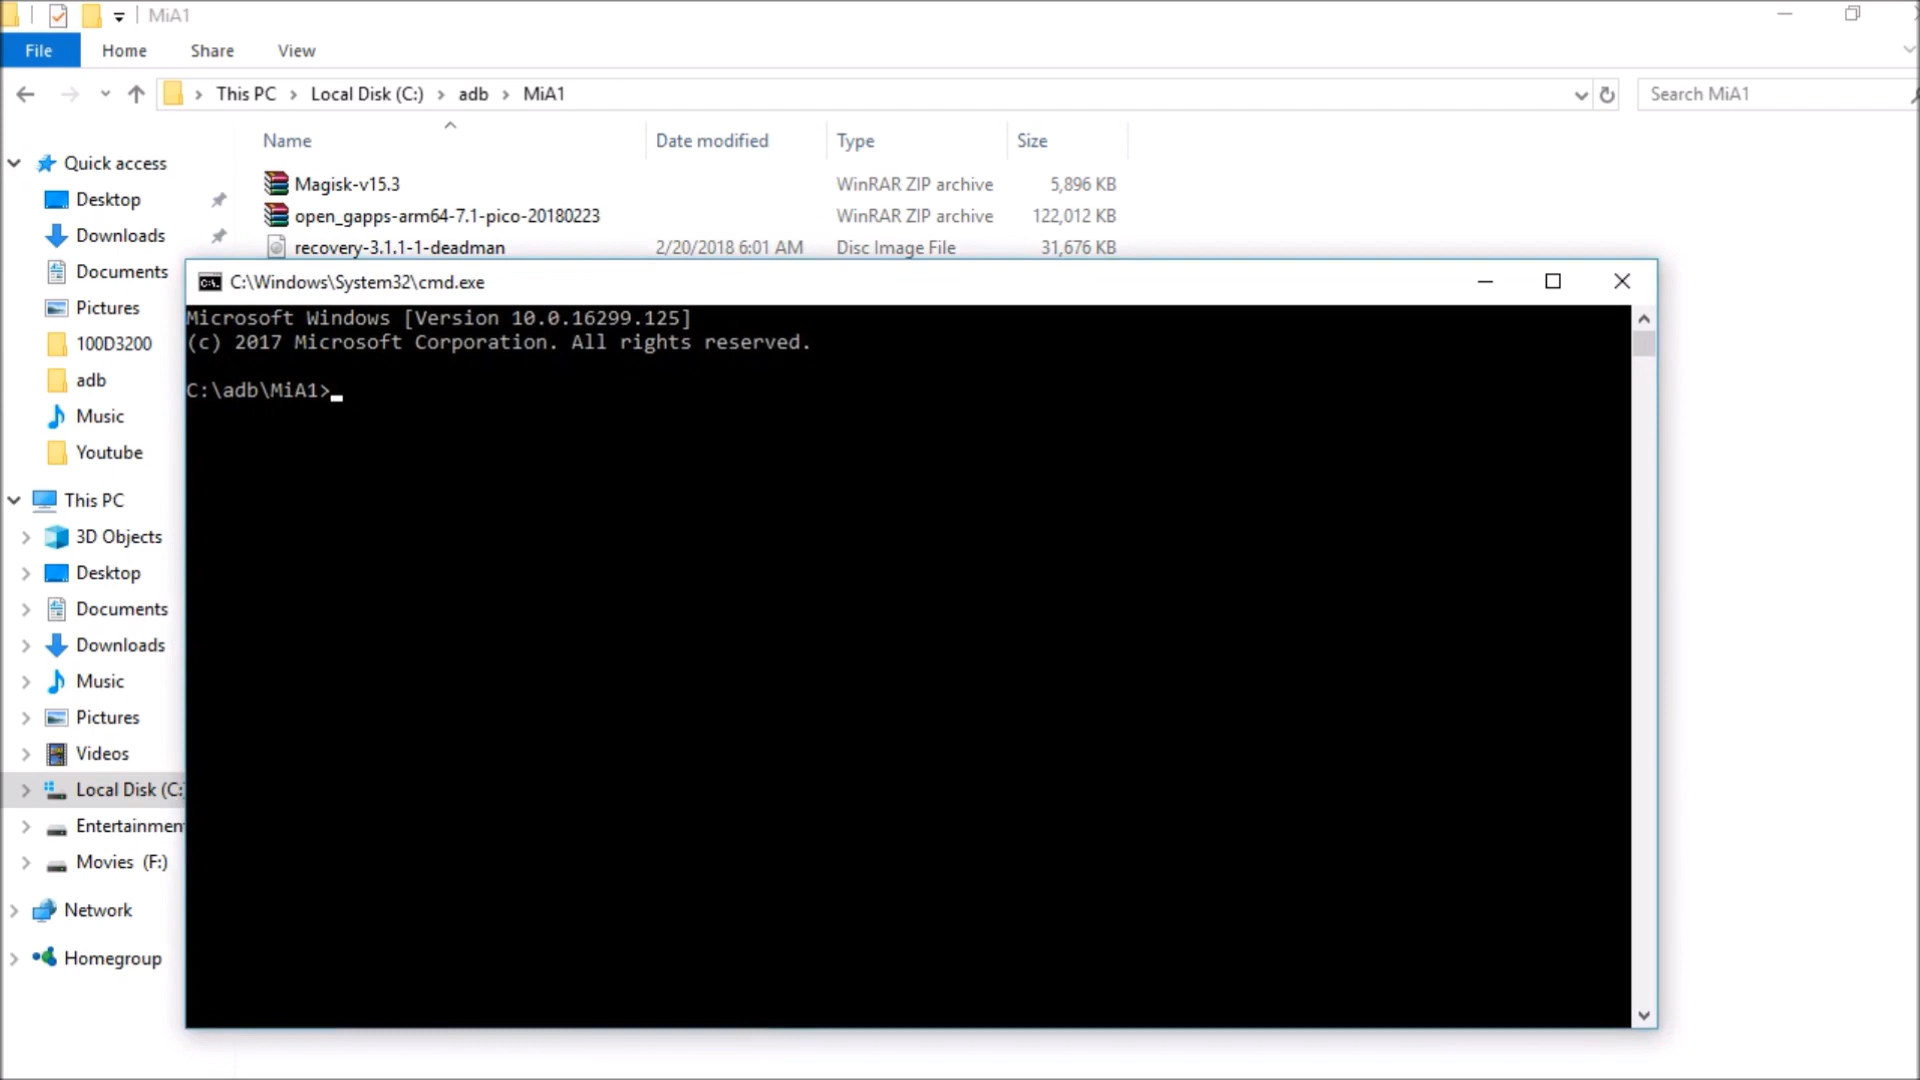 MiA1
File Home Share View
This PC Local Disk (C:) adb MiA1
Search MiA1
Name Date modified Type Size
Magisk-v15.3 WinRAR ZIP archive 5,896 KB
open_gapps-arm64-7.1-pico-20180223 WinRAR ZIP archive 122,012 KB
recovery-3.1.1-1-deadman 2/20/2018 6:01 AM Disc Image File 31,676 KB
Quick access
Desktop
Downloads
Documents
Pictures
100D3200
adb
Music
Youtube
This PC
3D Objects
Desktop
Documents
Downloads
Music
Pictures
Videos
Local Disk (C:
Entertainmen
Movies (F:)
Network
Homegroup
C:\Windows\System32\cmd.exe
Microsoft Windows [Version 10.0.16299.125]
(c) 2017 Microsoft Corporation. All rights reserved.
C:\adb\MiA1>